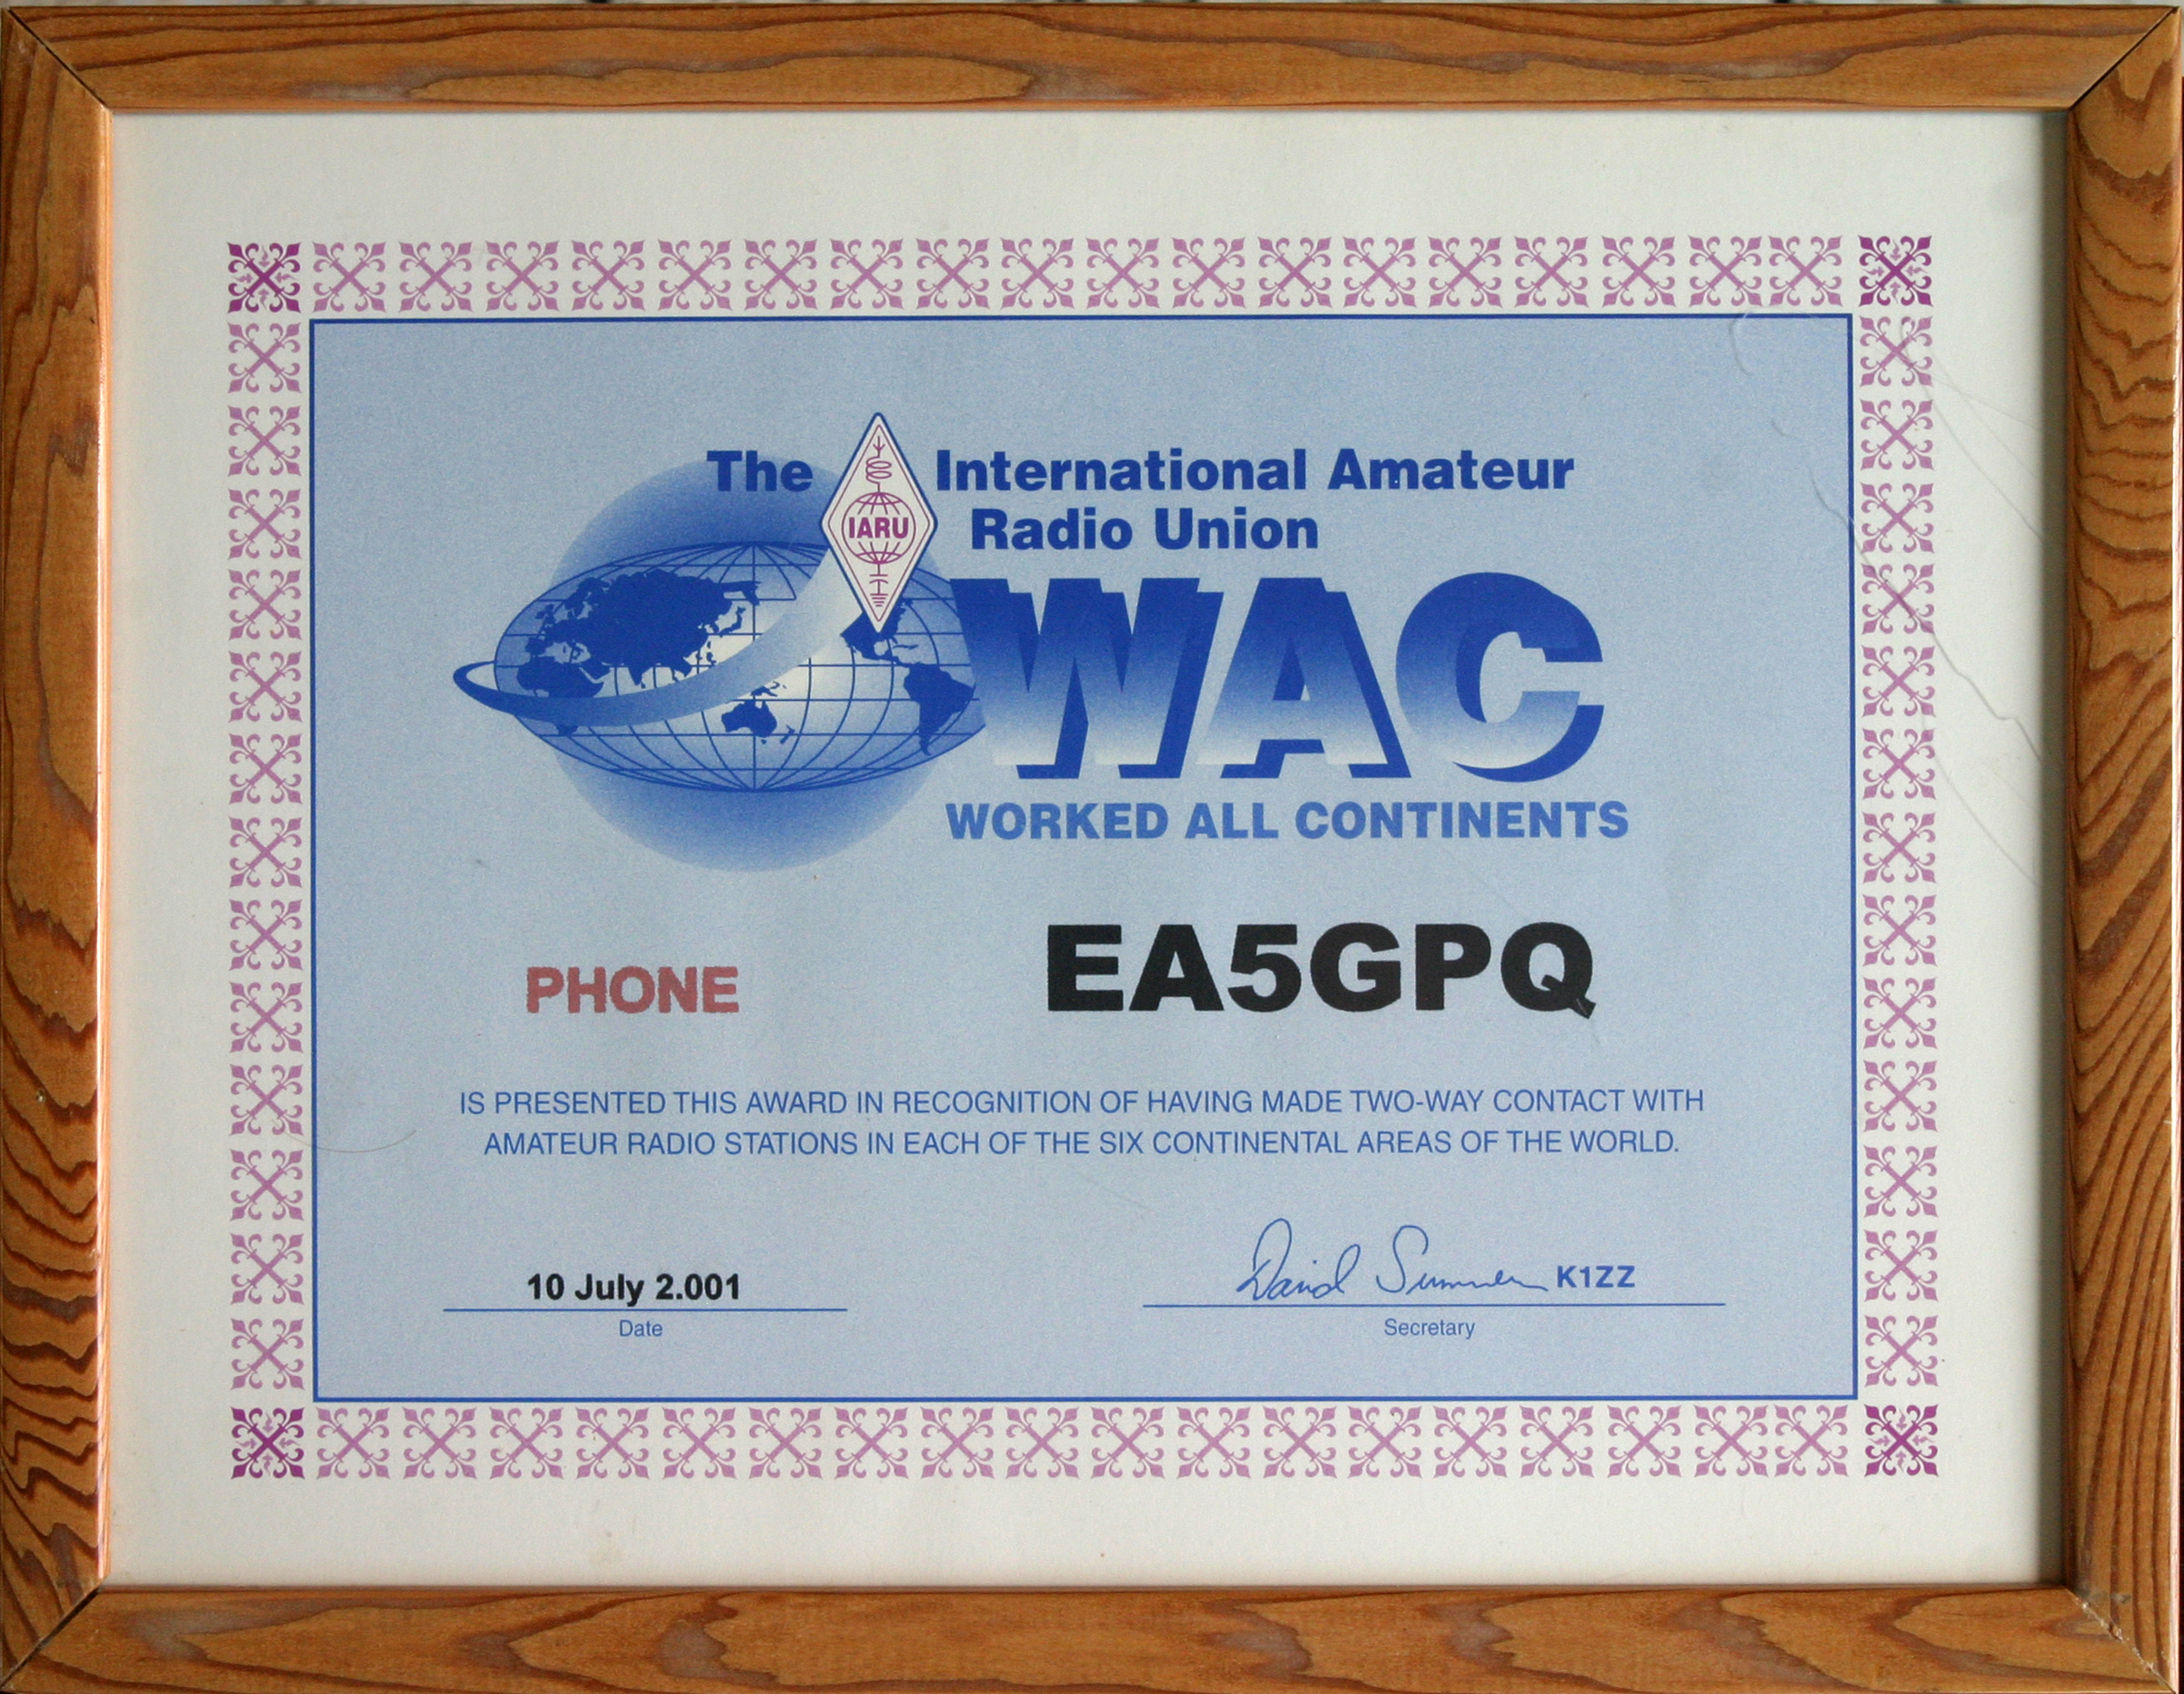 The International Amateur
Radio Union
IARU
WAC
WORKED ALL CONTINENTS
PHONE EA5GPQ
IS PRESENTED THIS AWARD IN RECOGNITION OF HAVING MADE TWO-WAY CONTACT WITH
AMATEUR RADIO STATIONS IN EACH OF THE SIX CONTINENTAL AREAS OF THE WORLD.
10 July 2.001 David Sumner K1ZZ
Date Secretary